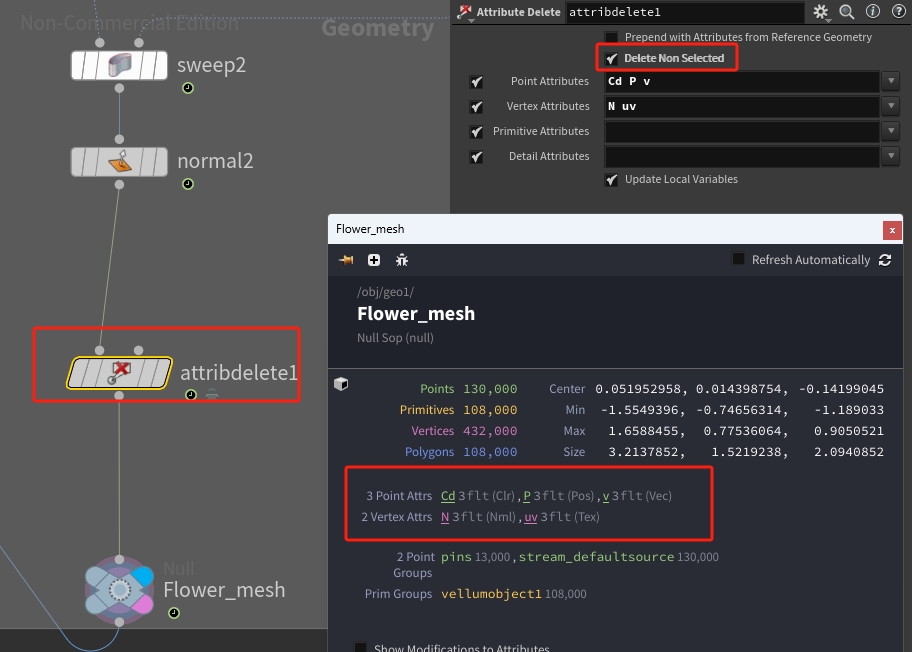 Non-Commercial Edition
Geometry
sweep2
normal2
attribdelete1
Null
Flower_mesh
Attribute Delete attribdelete1
Prepend with Attributes from Reference Geometry
Delete Non Selected
Point Attributes Cd P v
Vertex Attributes N uv
Primitive Attributes
Detail Attributes
Update Local Variables
Flower_mesh
x
Refresh Automatically
/obj/geo1/
Flower_mesh
Null Sop (null)
Points 130,000 Center 0.051952958, 0.014398754, -0.14199045
Primitives 108,000 Min -1.5549396, -0.74656314, -1.189033
Vertices 432,000 Max 1.6588455, 0.77536064, 0.9050521
Polygons 108,000 Size 3.2137852, 1.5219238, 2.0940852
3 Point Attrs Cd 3flt (Clr), P 3flt (Pos), v 3flt (Vec)
2 Vertex Attrs N 3flt (Nml), uv 3flt (Tex)
2 Point pins 13,000, stream_defaultsource 130,000
Groups
Prim Groups vellumobject1 108,000
Show Modifications to Attributes